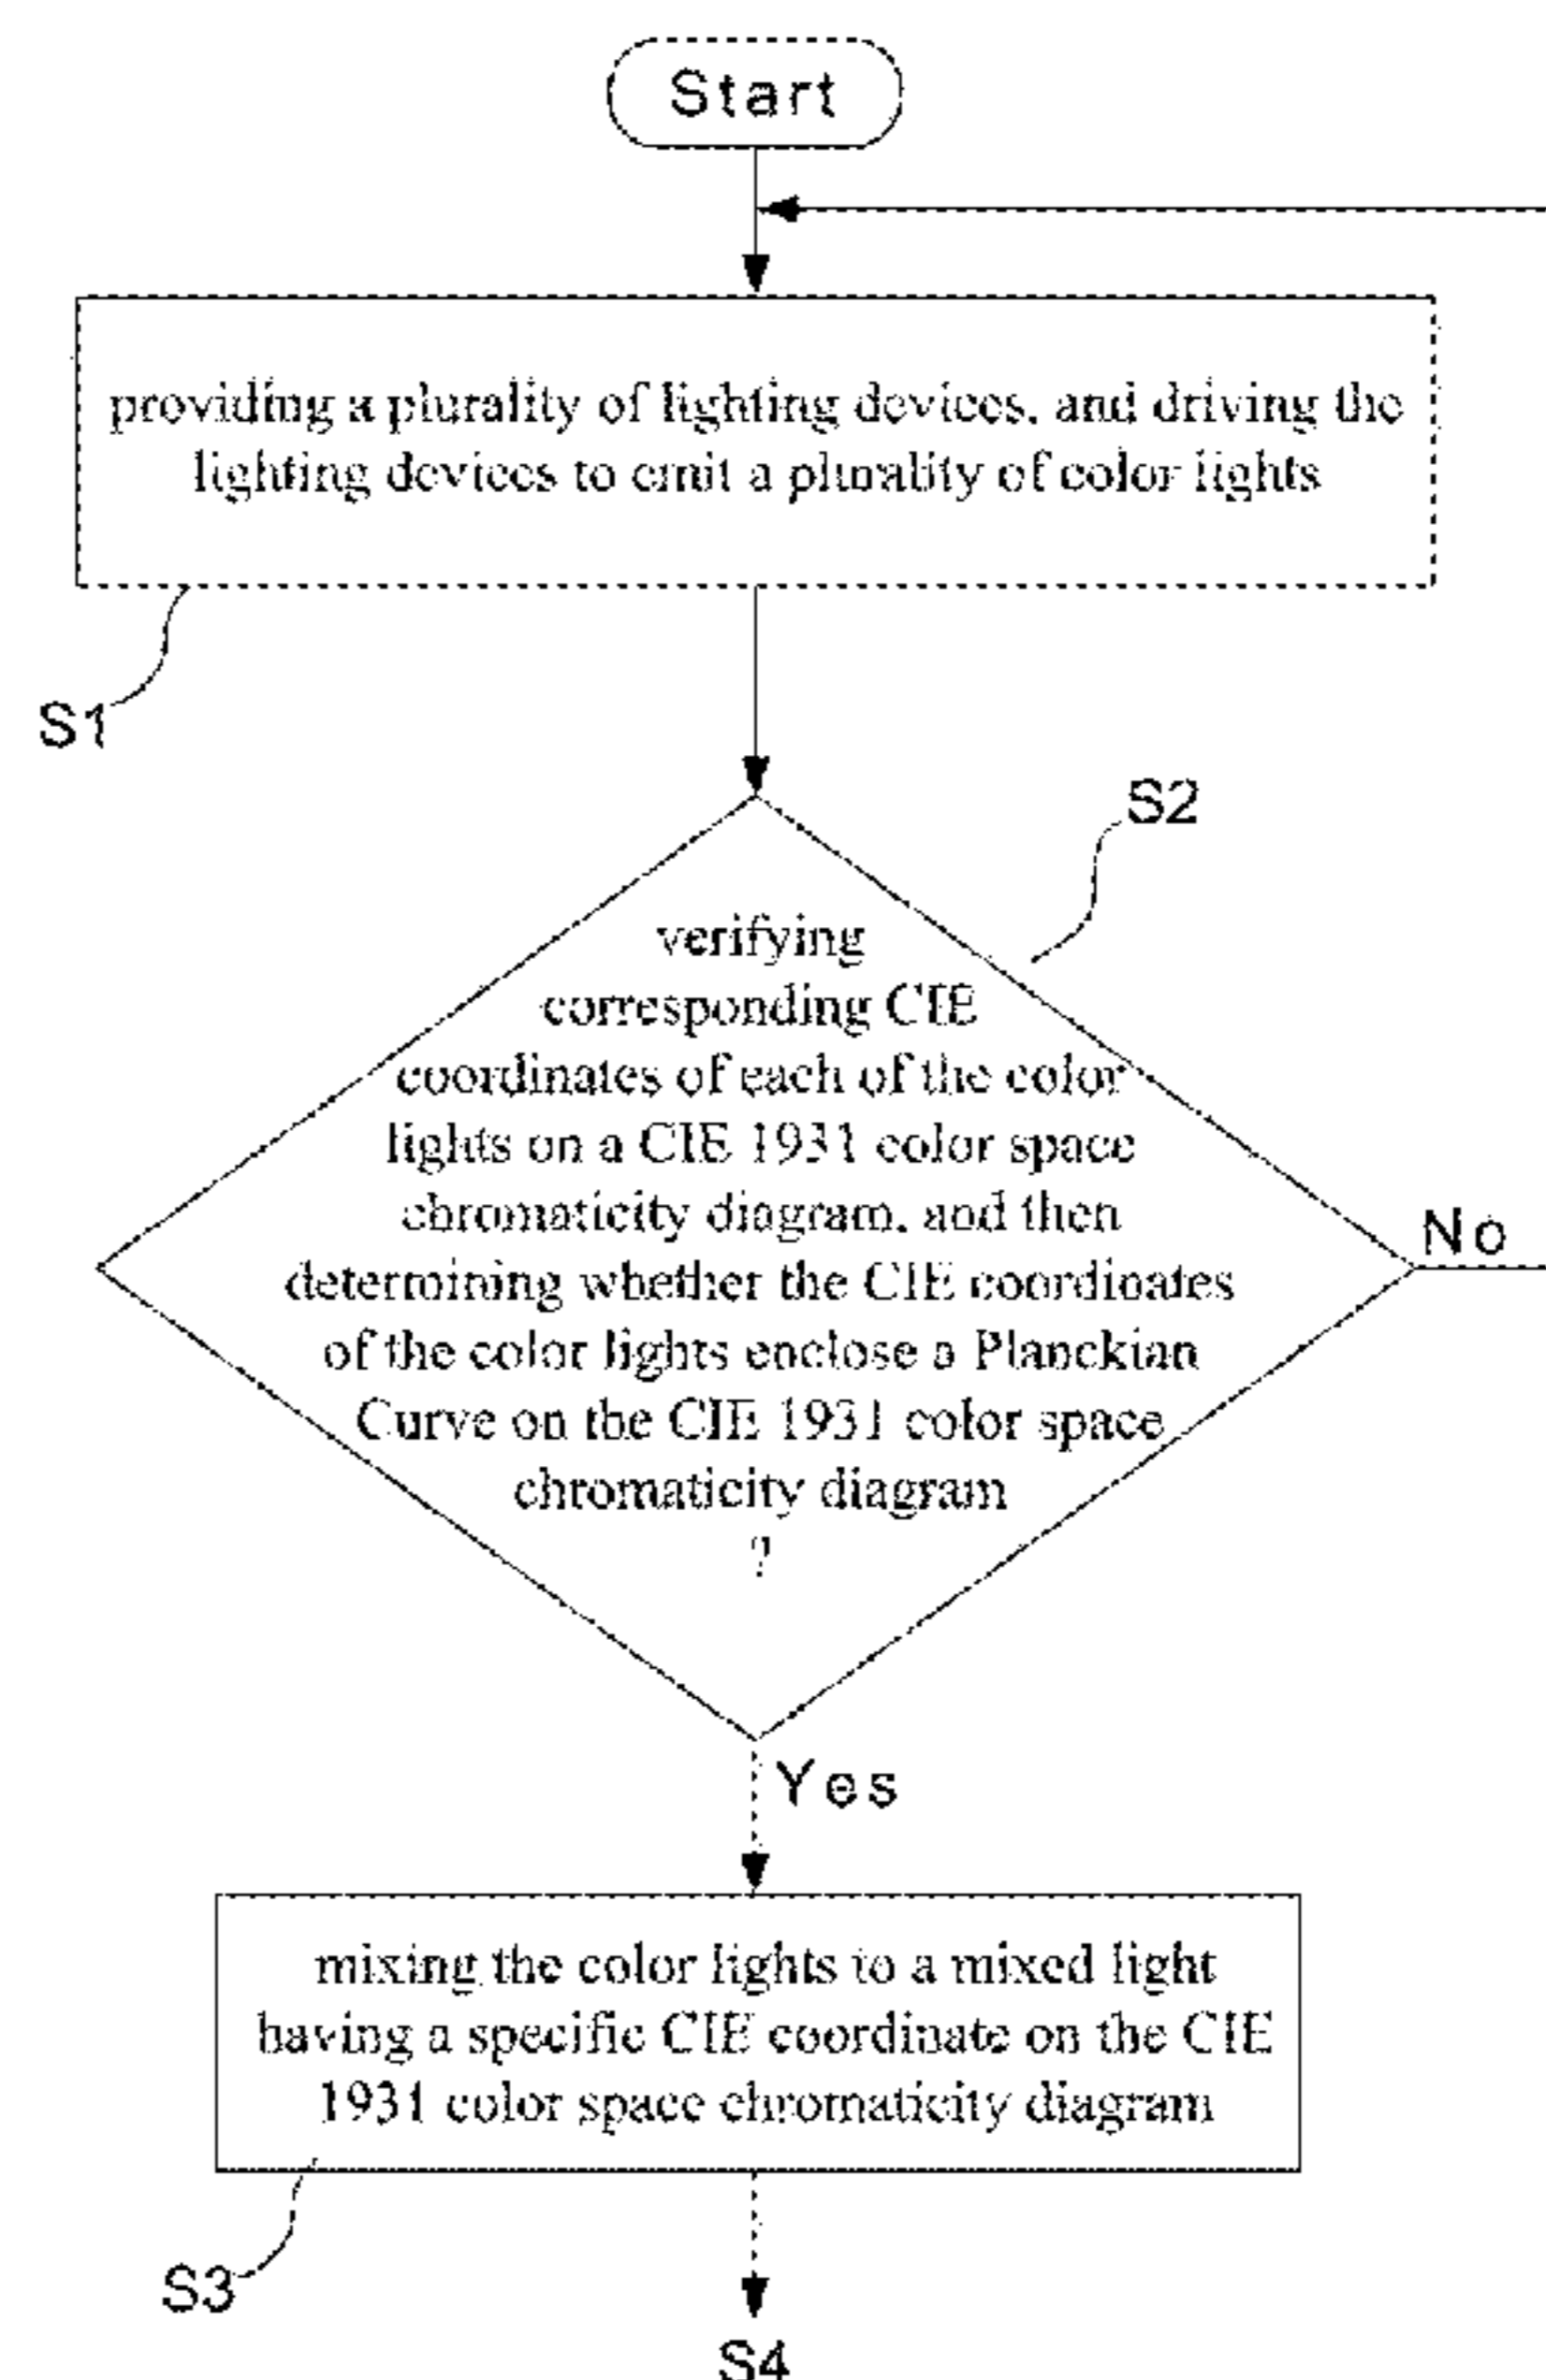 Start
providing a plurality of lighting devices, and driving the
lighting devices to emit a plurality of color lights
S1
S2
verifying
corresponding CIE
coordinates of each of the color
lights on a CIE 1931 color space
chromaticity diagram, and then
determining whether the CIE coordinates
of the color lights enclose a Planckian
Curve on the CIE 1931 color space
chromaticity diagram
?
No
Yes
mixing the color lights to a mixed light
having a specific CIE coordinate on the CIE
1931 color space chromaticity diagram
S3
S4